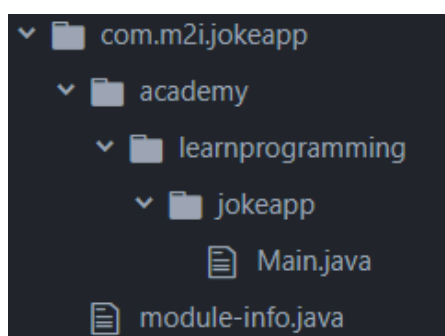 com.m2i.jokeapp
academy
learnprogramming
jokeapp
Main.java
module-info.java